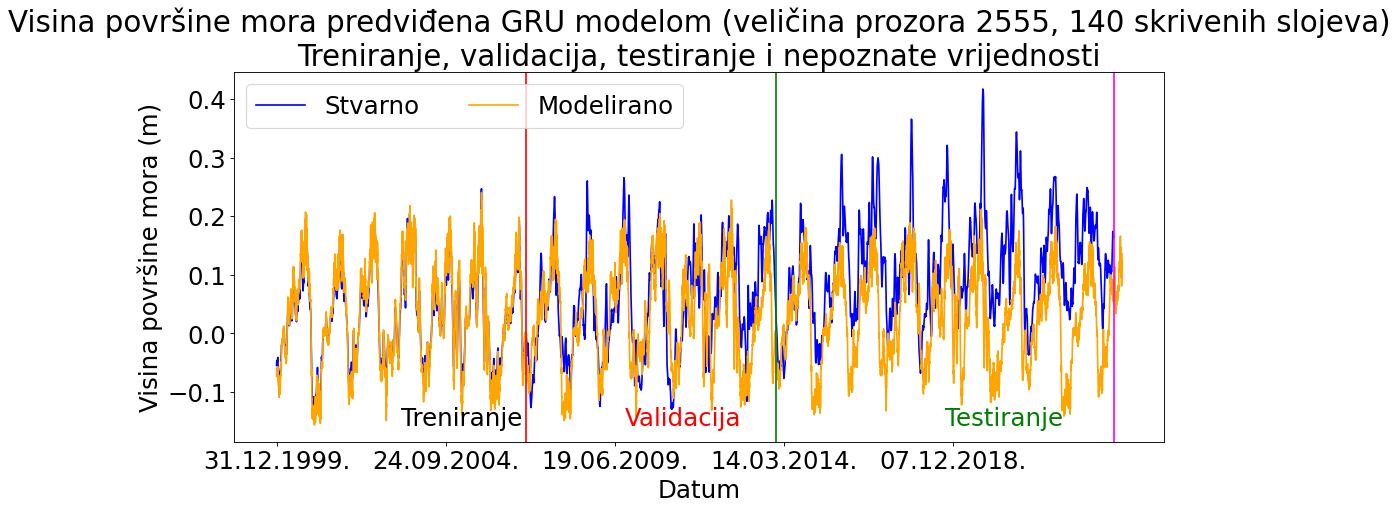 Visina površine mora predviđena GRU modelom (veličina prozora 2555, 140 skrivenih slojeva)
Treniranje, validacija, testiranje i nepoznate vrijednosti
Stvarno
Modelirano
Visina površine mora (m)
0.4
0.3
0.2
0.1
0.0
−0.1
Treniranje
Validacija
Testiranje
31.12.1999.
24.09.2004.
19.06.2009.
14.03.2014.
07.12.2018.
Datum